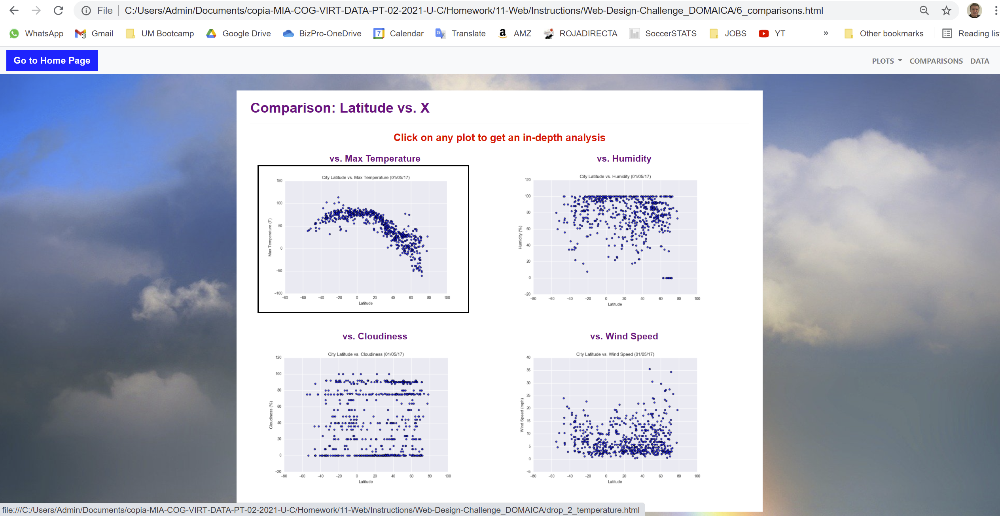 File C:/Users/Admin/Documents/copia-MIA-COG-VIRT-DATA-PT-02-2021-U-C/Homework/11-Web/Instructions/Web-Design-Challenge_DOMAICA/6_comparisons.html
WhatsApp 3 Gmail UM Bootcamp Google Drive BizPro-OneDrive 7 Calendar Translate a AMZ ROJADIRECTA SoccerSTATS JOBS YT » Other bookmarks Reading lis
Go to Home Page PLOTS COMPARISONS DATA
Comparison: Latitude vs. X
Click on any plot to get an in-depth analysis
vs. Max Temperature
City Latitude vs. Max Temperature (01/05/17)
150
100
50
0
−50
−100
Max Temperature (F)
−80 −60 −40 −20 0 20 40 60 80 100
Latitude
vs. Humidity
City Latitude vs. Humidity (01/05/17)
120
100
80
60
40
20
0
−20
Humidity (%)
−80 −60 −40 −20 0 20 40 60 80 100
Latitude
vs. Cloudiness
City Latitude vs. Cloudiness (01/05/17)
120
100
80
60
40
20
0
−20
Cloudiness (%)
−80 −60 −40 −20 0 20 40 60 80 100
Latitude
vs. Wind Speed
City Latitude vs. Wind Speed (01/05/17)
40
35
30
25
20
15
10
5
0
−5
Wind Speed (mph)
−80 −60 −40 −20 0 20 40 60 80 100
Latitude
file:///C:/Users/Admin/Documents/copia-MIA-COG-VIRT-DATA-PT-02-2021-U-C/Homework/11-Web/Instructions/Web-Design-Challenge_DOMAICA/drop_2_temperature.html